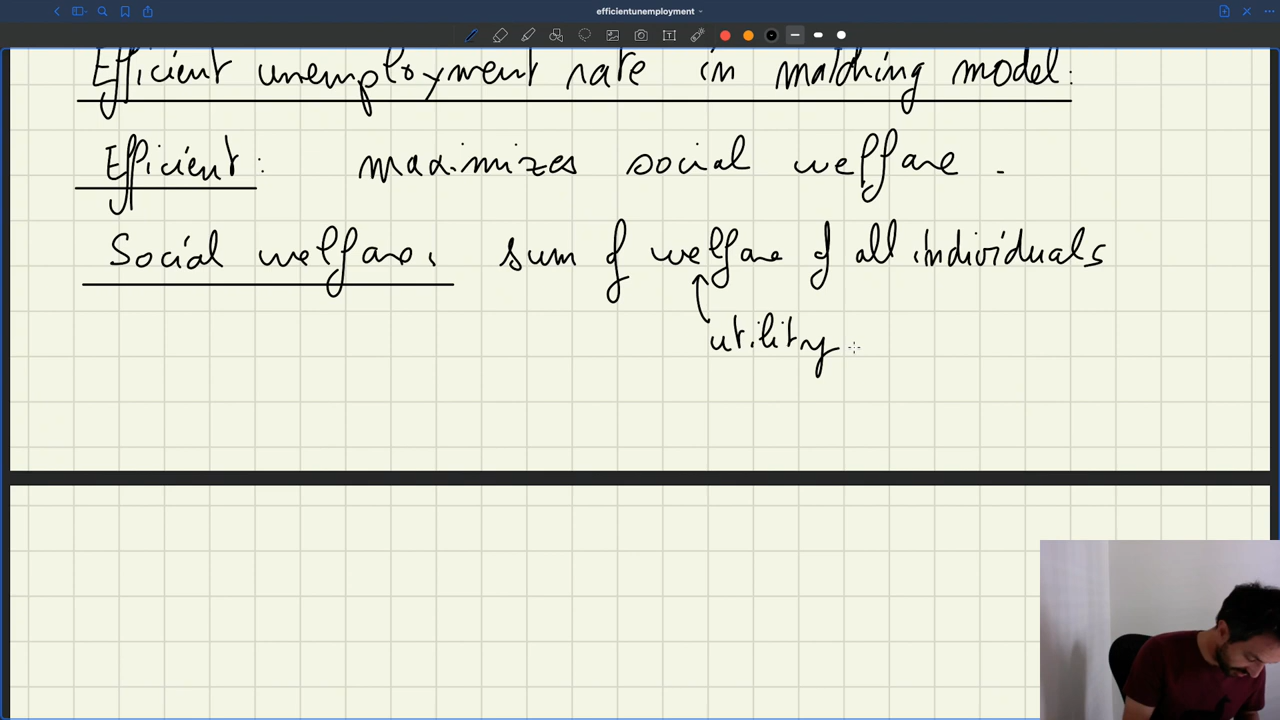 efficientunemployment
Efficient unemployment rate in matching model:
Efficient: maximizes social welfare.
Social welfare: sum of welfare of all individuals
utility